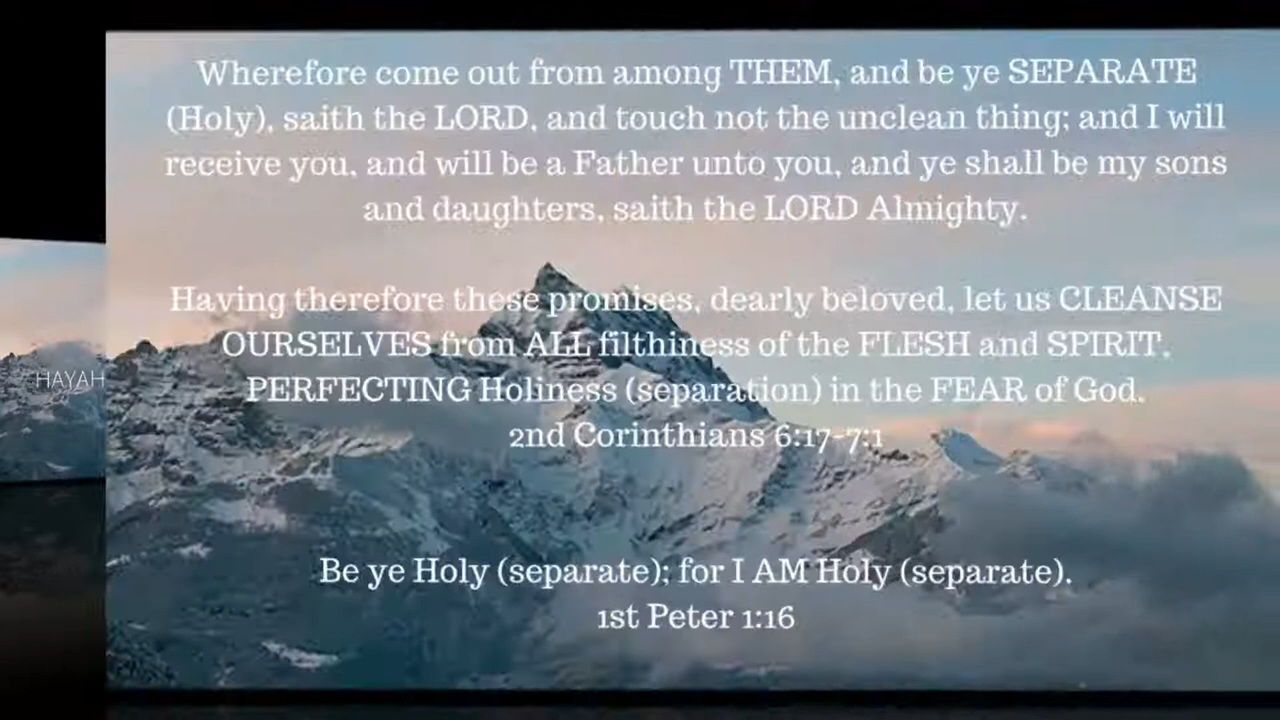 Wherefore come out from among THEM, and be ye SEPARATE
(Holy), saith the LORD, and touch not the unclean thing; and I will
receive you, and will be a Father unto you, and ye shall be my sons
and daughters, saith the LORD Almighty.
Having therefore these promises, dearly beloved, let us CLEANSE
OURSELVES from ALL filthiness of the FLESH and SPIRIT,
PERFECTING Holiness (separation) in the FEAR of God.
2nd Corinthians 6:17-7:1
HAYAH
Be ye Holy (separate); for I AM Holy (separate).
1st Peter 1:16